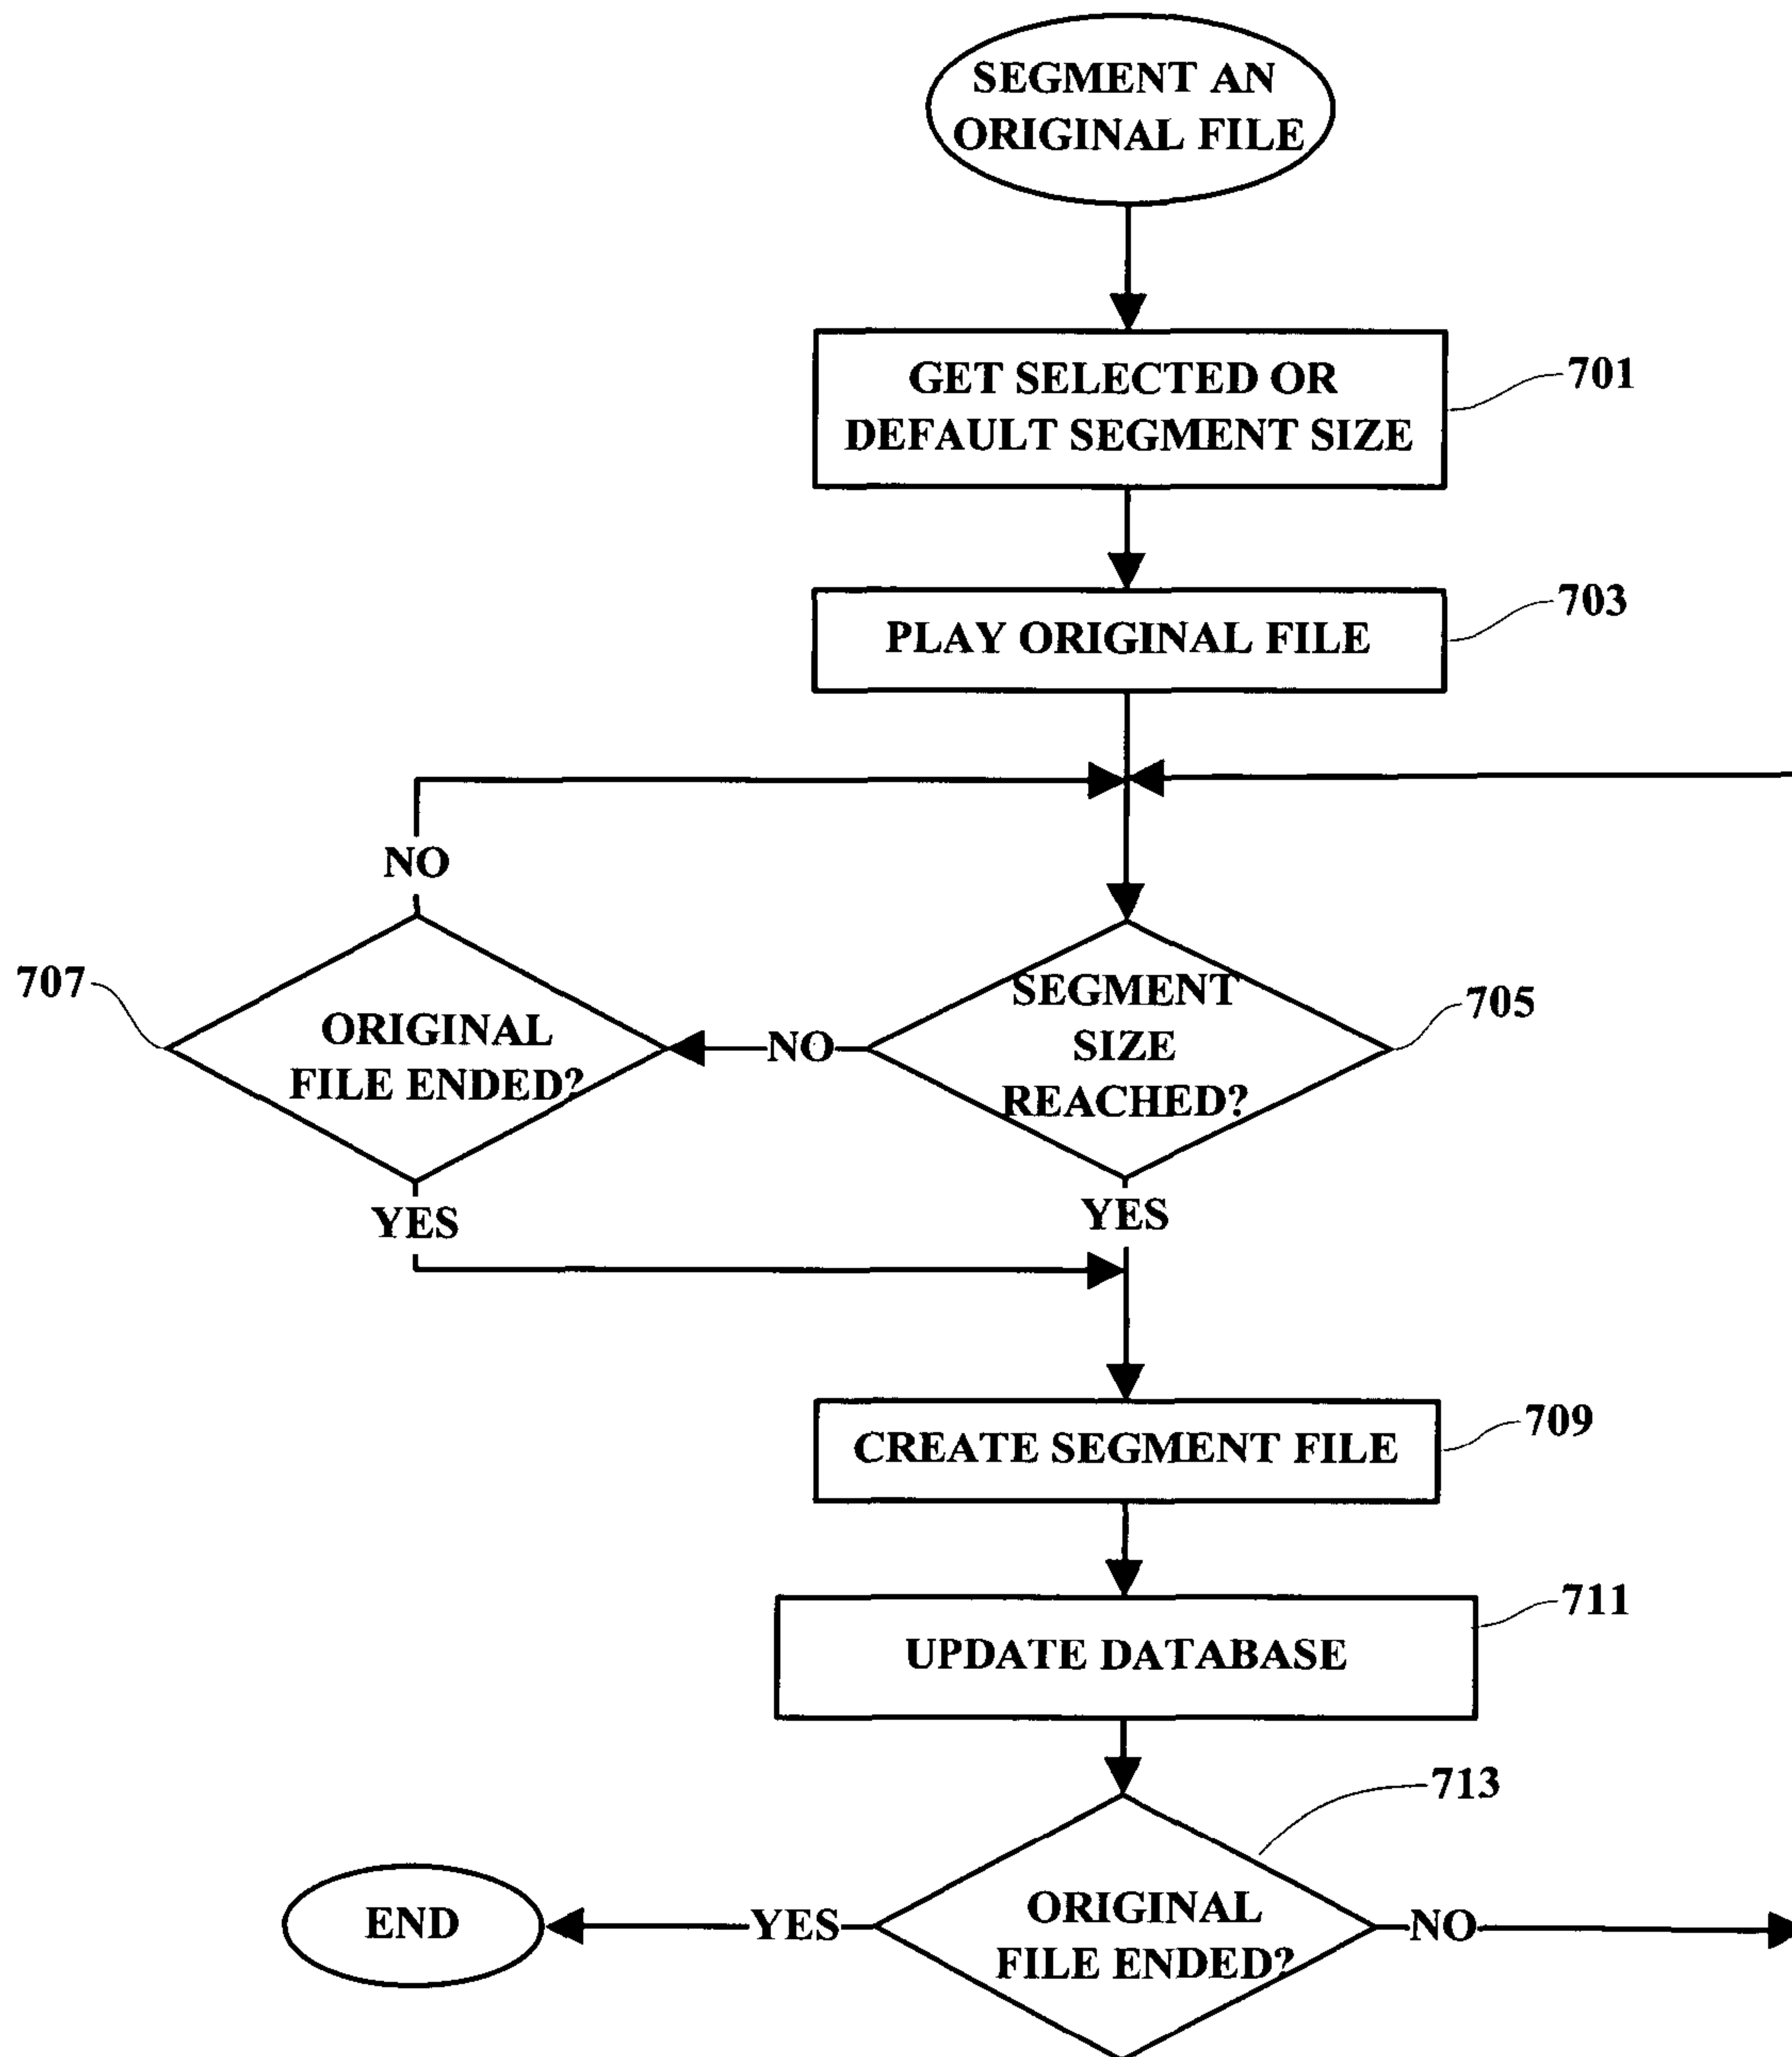 SEGMENT AN
ORIGINAL FILE
GET SELECTED OR
DEFAULT SEGMENT SIZE
701
PLAY ORIGINAL FILE
703
NO
707
ORIGINAL
FILE ENDED?
NO
SEGMENT
SIZE
REACHED?
705
YES
YES
CREATE SEGMENT FILE
709
UPDATE DATABASE
711
713
END
YES
ORIGINAL
FILE ENDED?
NO